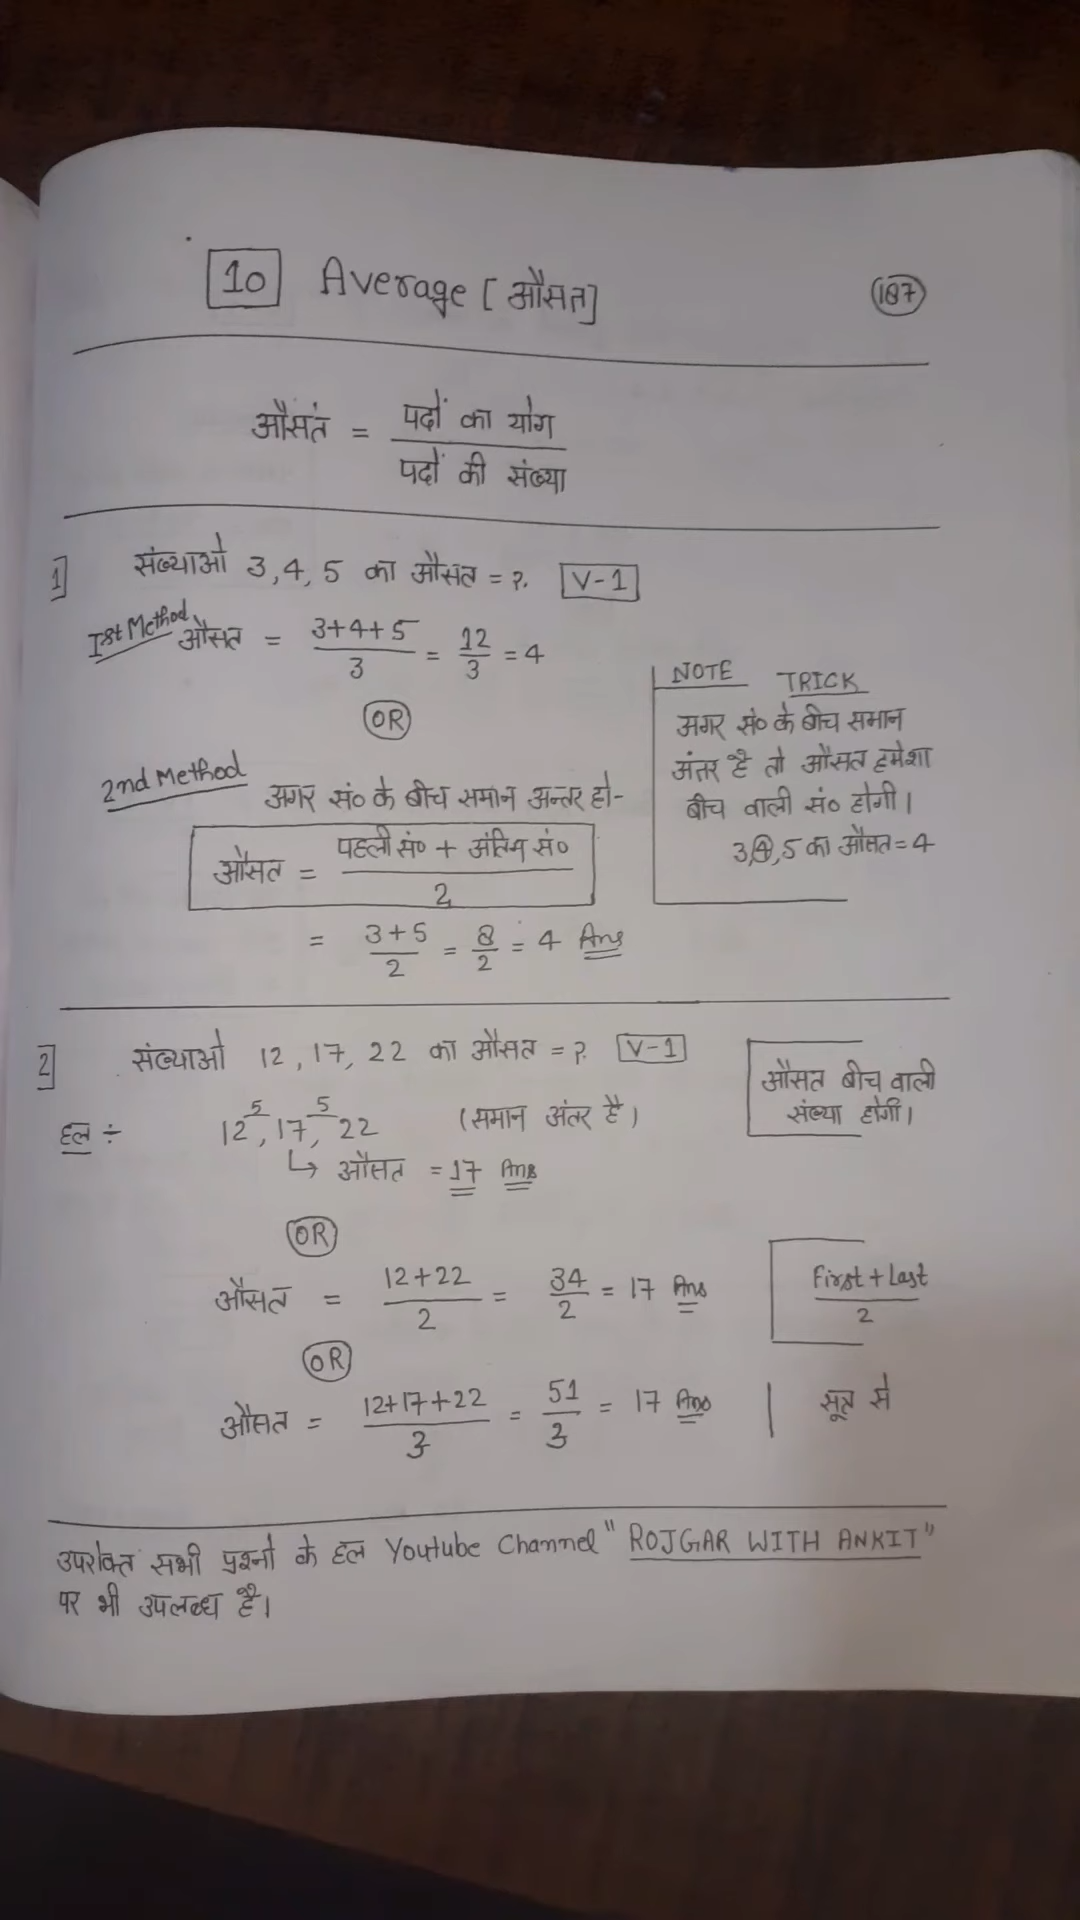 10 Average [औसत] 187
औसत = पदों का योग / पदों की संख्या
1] संख्याओ 3, 4, 5 का औसत = ?. V-1
Ist Method औसत = 3+4+5 / 3 = 12/3 = 4
OR
NOTE TRICK
अगर सं० के बीच समान
अंतर है तो औसत हमेशा
बीच वाली सं० होगी।
3,4,5 का औसत = 4
2nd Method अगर सं० के बीच समान अन्तर हो-
औसत = पहली सं० + अंतिम सं० / 2
= 3+5 / 2 = 8/2 = 4 Ans
2] संख्याओ 12, 17, 22 का औसत = ?. V-1
औसत बीच वाली
संख्या होगी।
5 5
हल ÷ 12, 17, 22 (समान अंतर है)
↳ औसत = 17 Ans
OR
औसत = 12+22 / 2 = 34/2 = 17 Ans
First + Last / 2
OR
औसत = 12+17+22 / 3 = 51/3 = 17 Ans | सूत्र से
उपरोक्त सभी प्रश्नो के हल Youtube Channel "ROJGAR WITH ANKIT"
पर भी उपलब्ध है।